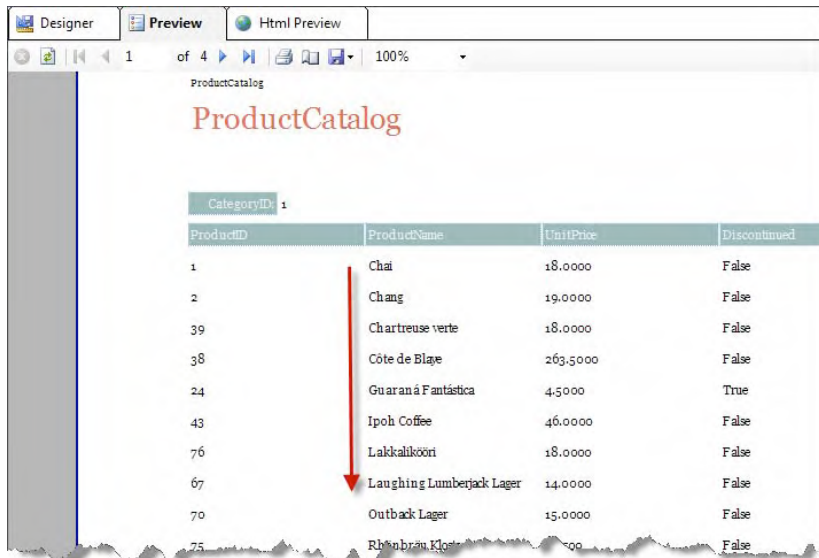 Designer Preview Html Preview
1 of 4 100%
ProductCatalog
ProductCatalog
CategoryID: 1
ProductID ProductName UnitPrice Discontinued
1 Chai 18.0000 False
2 Chang 19.0000 False
39 Chartreuse verte 18.0000 False
38 Côte de Blaye 263.5000 False
24 Guaraná Fantástica 4.5000 True
43 Ipoh Coffee 46.0000 False
76 Lakkalikööri 18.0000 False
67 Laughing Lumberjack Lager 14.0000 False
70 Outback Lager 15.0000 False
75 Rhönbräu False